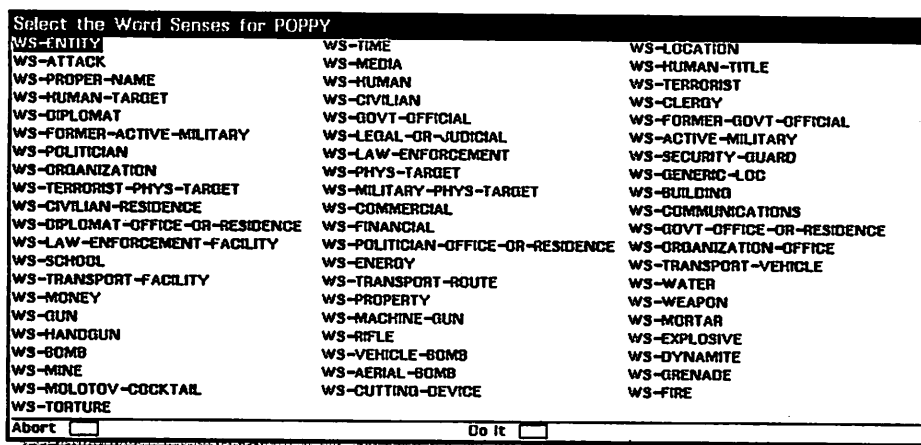 Select the Word Senses for POPPY
WS-ENTITY WS-TIME WS-LOCATION
WS-ATTACK WS-MEDIA WS-HUMAN-TITLE
WS-PROPER-NAME WS-HUMAN WS-TERRORIST
WS-HUMAN-TARGET WS-CIVILIAN WS-CLERGY
WS-DIPLOMAT WS-GOVT-OFFICIAL WS-FORMER-GOVT-OFFICIAL
WS-FORMER-ACTIVE-MILITARY WS-LEGAL-OR-JUDICIAL WS-ACTIVE-MILITARY
WS-POLITICIAN WS-LAW-ENFORCEMENT WS-SECURITY-GUARD
WS-ORGANIZATION WS-PHYS-TARGET WS-GENERIC-LOC
WS-TERRORIST-PHYS-TARGET WS-MILITARY-PHYS-TARGET WS-BUILDING
WS-CIVILIAN-RESIDENCE WS-COMMERCIAL WS-COMMUNICATIONS
WS-DIPLOMAT-OFFICE-OR-RESIDENCE WS-FINANCIAL WS-GOVT-OFFICE-OR-RESIDENCE
WS-LAW-ENFORCEMENT-FACILITY WS-POLITICIAN-OFFICE-OR-RESIDENCE WS-ORGANIZATION-OFFICE
WS-SCHOOL WS-ENERGY WS-TRANSPORT-VEHICLE
WS-TRANSPORT-FACILITY WS-TRANSPORT-ROUTE WS-WATER
WS-MONEY WS-PROPERTY WS-WEAPON
WS-GUN WS-MACHINE-GUN WS-MORTAR
WS-HANDGUN WS-RIFLE WS-EXPLOSIVE
WS-BOMB WS-VEHICLE-BOMB WS-DYNAMITE
WS-MINE WS-AERIAL-BOMB WS-GRENADE
WS-MOLOTOV-COCKTAIL WS-CUTTING-DEVICE WS-FIRE
WS-TORTURE
Abort Do It